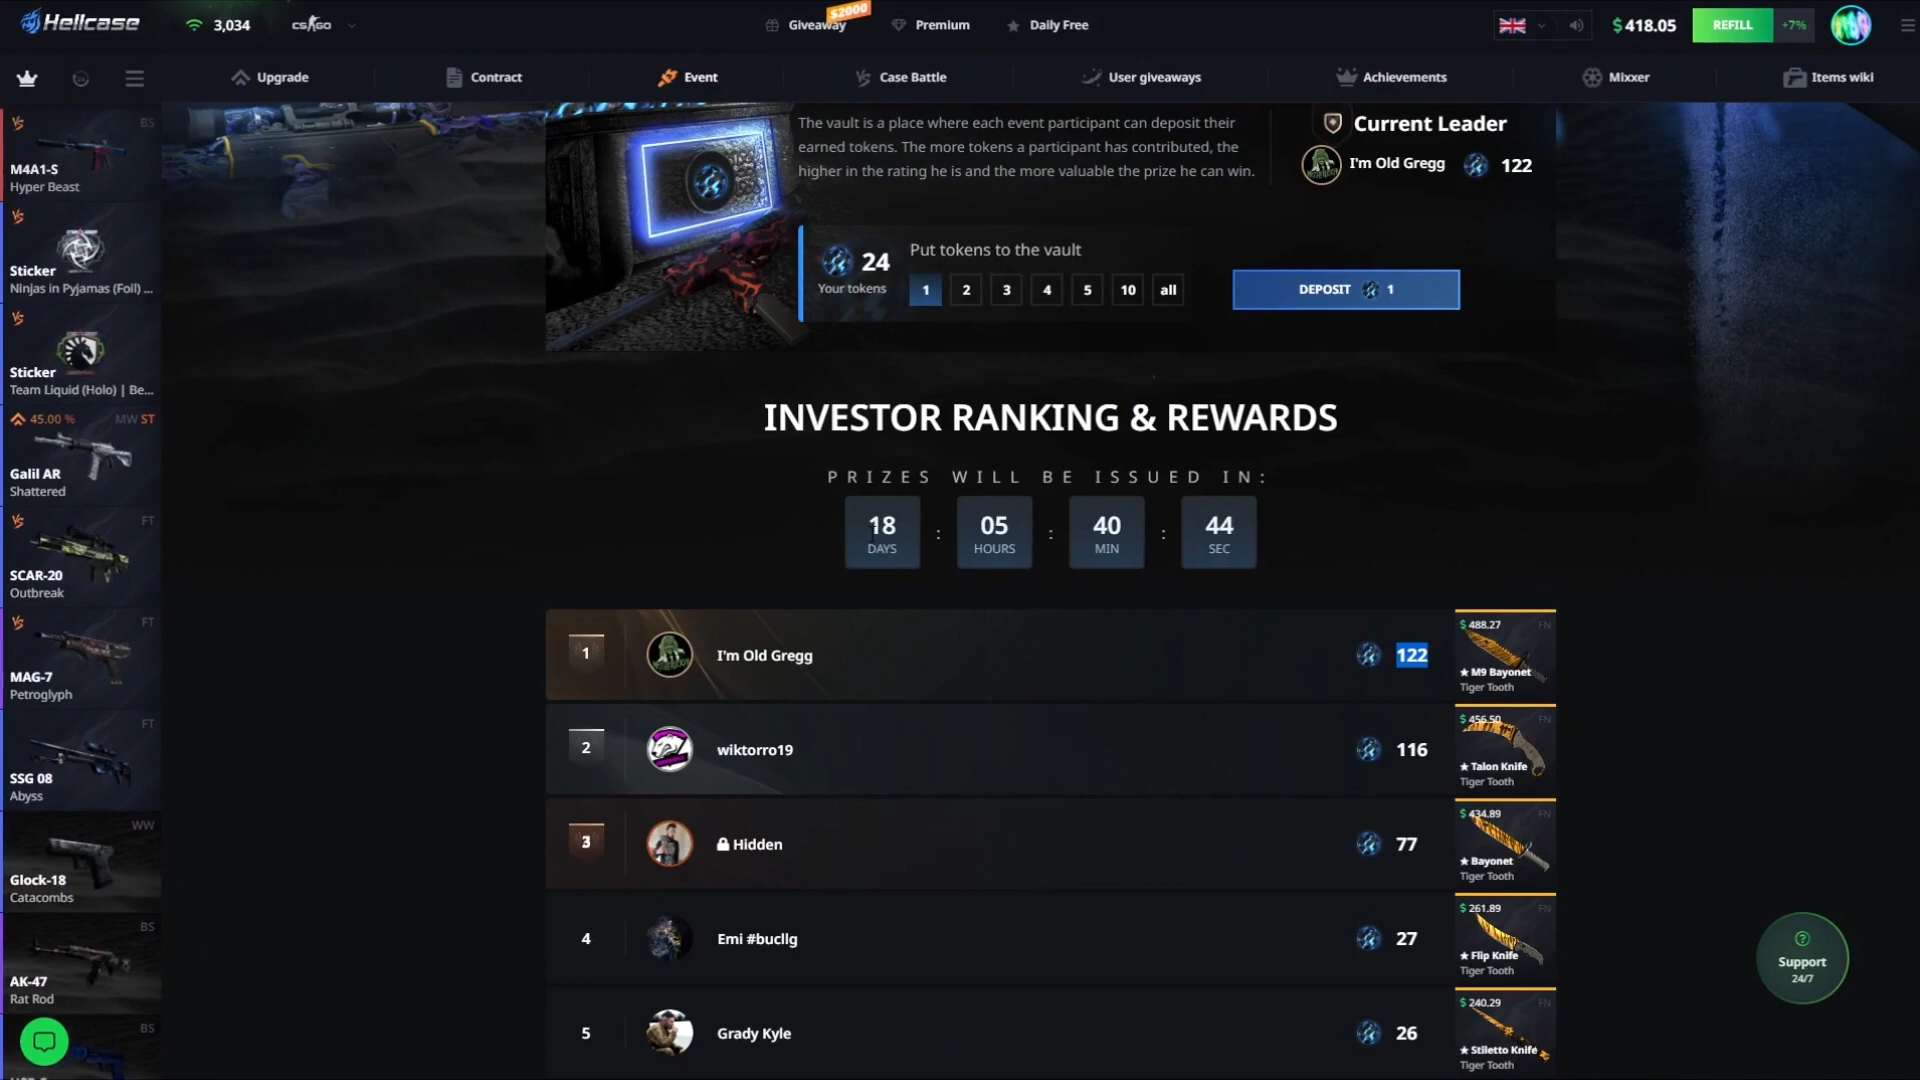 Hellcase
3,034
CS:GO
Giveaway
$2000
Premium
Daily Free
$ 418.05
REFILL
+7%
Upgrade
Contract
Event
Case Battle
User giveaways
Achievements
Mixxer
Items wiki
The vault is a place where each event participant can deposit their
earned tokens. The more tokens a participant has contributed, the
higher in the rating he is and the more valuable the prize he can win.
Current Leader
I'm Old Gregg 122
24
Your tokens
Put tokens to the vault
1 2 3 4 5 10 all
DEPOSIT 1
INVESTOR RANKING & REWARDS
PRIZES WILL BE ISSUED IN:
18 : 05 : 40 : 44
DAYS HOURS MIN SEC
1 I'm Old Gregg 122
$ 488.27 FN
★ M9 Bayonet
Tiger Tooth
2 wiktorro19 116
$ 456.50 FN
★ Talon Knife
Tiger Tooth
3 Hidden 77
$ 434.89 FN
★ Bayonet
Tiger Tooth
4 Emi #bucllg 27
$ 261.89 FN
★ Flip Knife
Tiger Tooth
5 Grady Kyle 26
$ 240.29 FN
★ Stiletto Knife
Tiger Tooth
VS BS
M4A1-S
Hyper Beast
VS
Sticker
Ninjas in Pyjamas (Foil) ...
VS
Sticker
Team Liquid (Holo) | Be...
45.00 % MW ST
Galil AR
Shattered
VS FT
SCAR-20
Outbreak
VS FT
MAG-7
Petroglyph
FT
SSG 08
Abyss
WW
Glock-18
Catacombs
BS
AK-47
Rat Rod
BS
Support
24/7